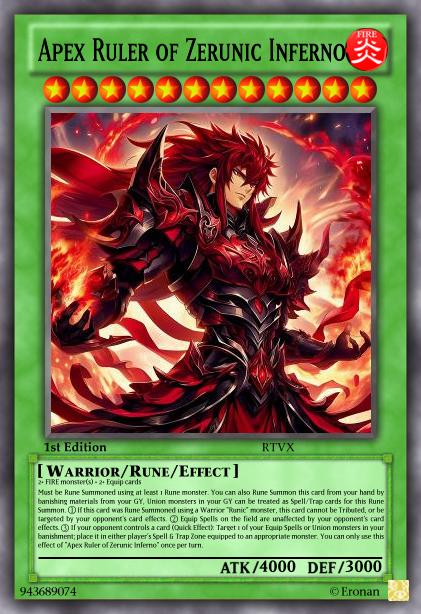 APEX RULER OF ZERUNIC INFERNO
FIRE
炎
1st Edition RTVX
[ WARRIOR/RUNE/EFFECT ]
2+ FIRE monster(s) + 2+ Equip cards
Must be Rune Summoned using at least 1 Rune monster. You can also Rune Summon this card from your hand by
banishing materials from your GY, Union monsters in your GY can be treated as Spell/Trap cards for this Rune
Summon. ① If this card was Rune Summoned using a Warrior "Runic" monster, this card cannot be Tributed, or be
targeted by your opponent's card effects. ② Equip Spells on the field are unaffected by your opponent's card
effects. ③ If your opponent controls a card (Quick Effect): Target 1 of your Equip Spells or Union monsters in your
banishment; place it in either player's Spell & Trap Zone equipped to an appropriate monster. You can only use this
effect of "Apex Ruler of Zerunic Inferno" once per turn.
ATK/4000 DEF/3000
943689074 © Eronan